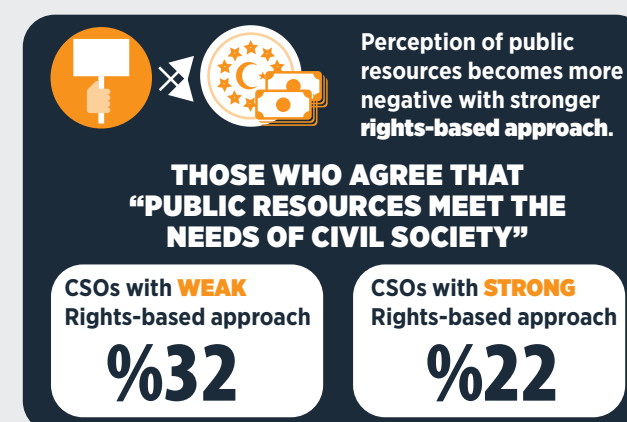 Perception of public
resources becomes more
negative with stronger
rights-based approach.
THOSE WHO AGREE THAT
“PUBLIC RESOURCES MEET THE
NEEDS OF CIVIL SOCIETY”
CSOs with WEAK
Rights-based approach
%32
CSOs with STRONG
Rights-based approach
%22